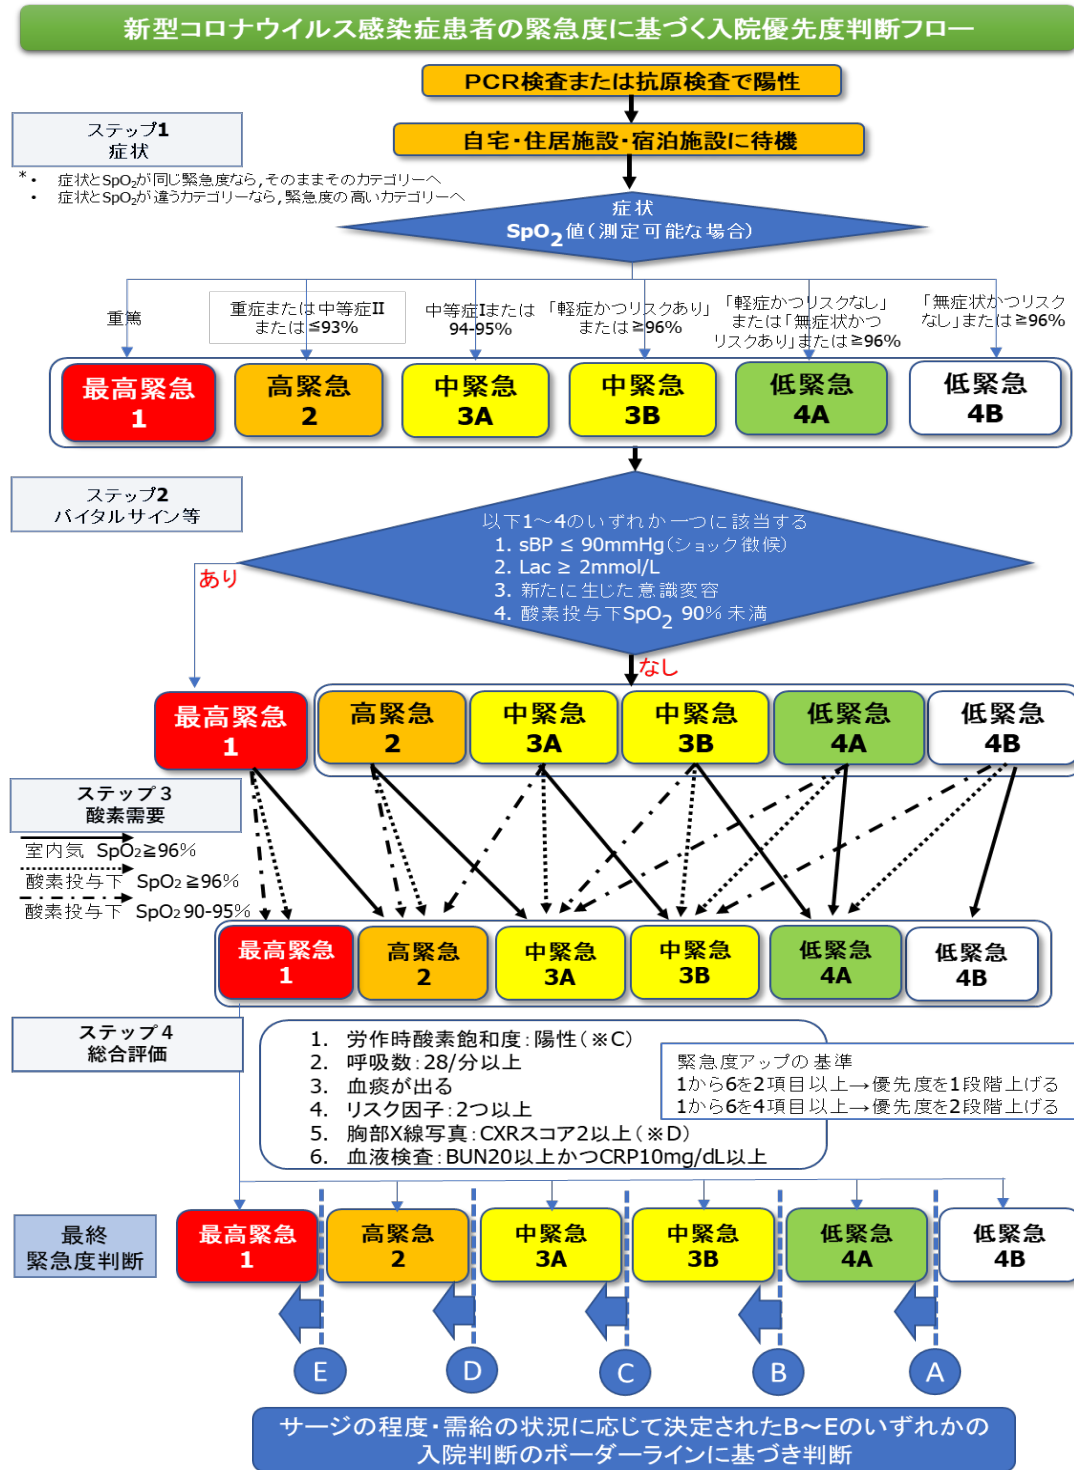 新型コロナウイルス感染症患者の緊急度に基づく入院優先度判断フロー
PCR検査または抗原検査で陽性
ステップ1
症状
自宅・住居施設・宿泊施設に待機
*・ 症状とSpO₂が同じ緊急度なら,そのままそのカテゴリーへ
・ 症状とSpO₂が違うカテゴリーなら,緊急度の高いカテゴリーへ
症状
SpO₂値(測定可能な場合)
重篤
重症または中等症II
または≦93%
中等症Iまたは
94-95%
「軽症かつリスクあり」
または≧96%
「軽症かつリスクなし」
または「無症状かつ
リスクあり」または≧96%
「無症状かつリスク
なし」または≧96%
最高緊急
1
高緊急
2
中緊急
3A
中緊急
3B
低緊急
4A
低緊急
4B
ステップ2
バイタルサイン等
以下1～4のいずれか一つに該当する
1. sBP ≤ 90mmHg(ショック徴候)
2. Lac ≥ 2mmol/L
3. 新たに生じた意識変容
4. 酸素投与下SpO₂ 90%未満
あり
なし
最高緊急
1
高緊急
2
中緊急
3A
中緊急
3B
低緊急
4A
低緊急
4B
ステップ３
酸素需要
室内気 SpO₂≧96%
酸素投与下 SpO₂≧96%
酸素投与下 SpO₂90-95%
最高緊急
1
高緊急
2
中緊急
3A
中緊急
3B
低緊急
4A
低緊急
4B
ステップ４
総合評価
1. 労作時酸素飽和度：陽性(※C)
2. 呼吸数：28/分以上
3. 血痰が出る
4. リスク因子：2つ以上
5. 胸部X線写真：CXRスコア2以上(※D)
6. 血液検査：BUN20以上かつCRP10mg/dL以上
緊急度アップの基準
1から6を2項目以上→優先度を1段階上げる
1から6を4項目以上→優先度を2段階上げる
最終
緊急度判断
最高緊急
1
高緊急
2
中緊急
3A
中緊急
3B
低緊急
4A
低緊急
4B
E
D
C
B
A
サージの程度・需給の状況に応じて決定されたB～Eのいずれかの
入院判断のボーダーラインに基づき判断